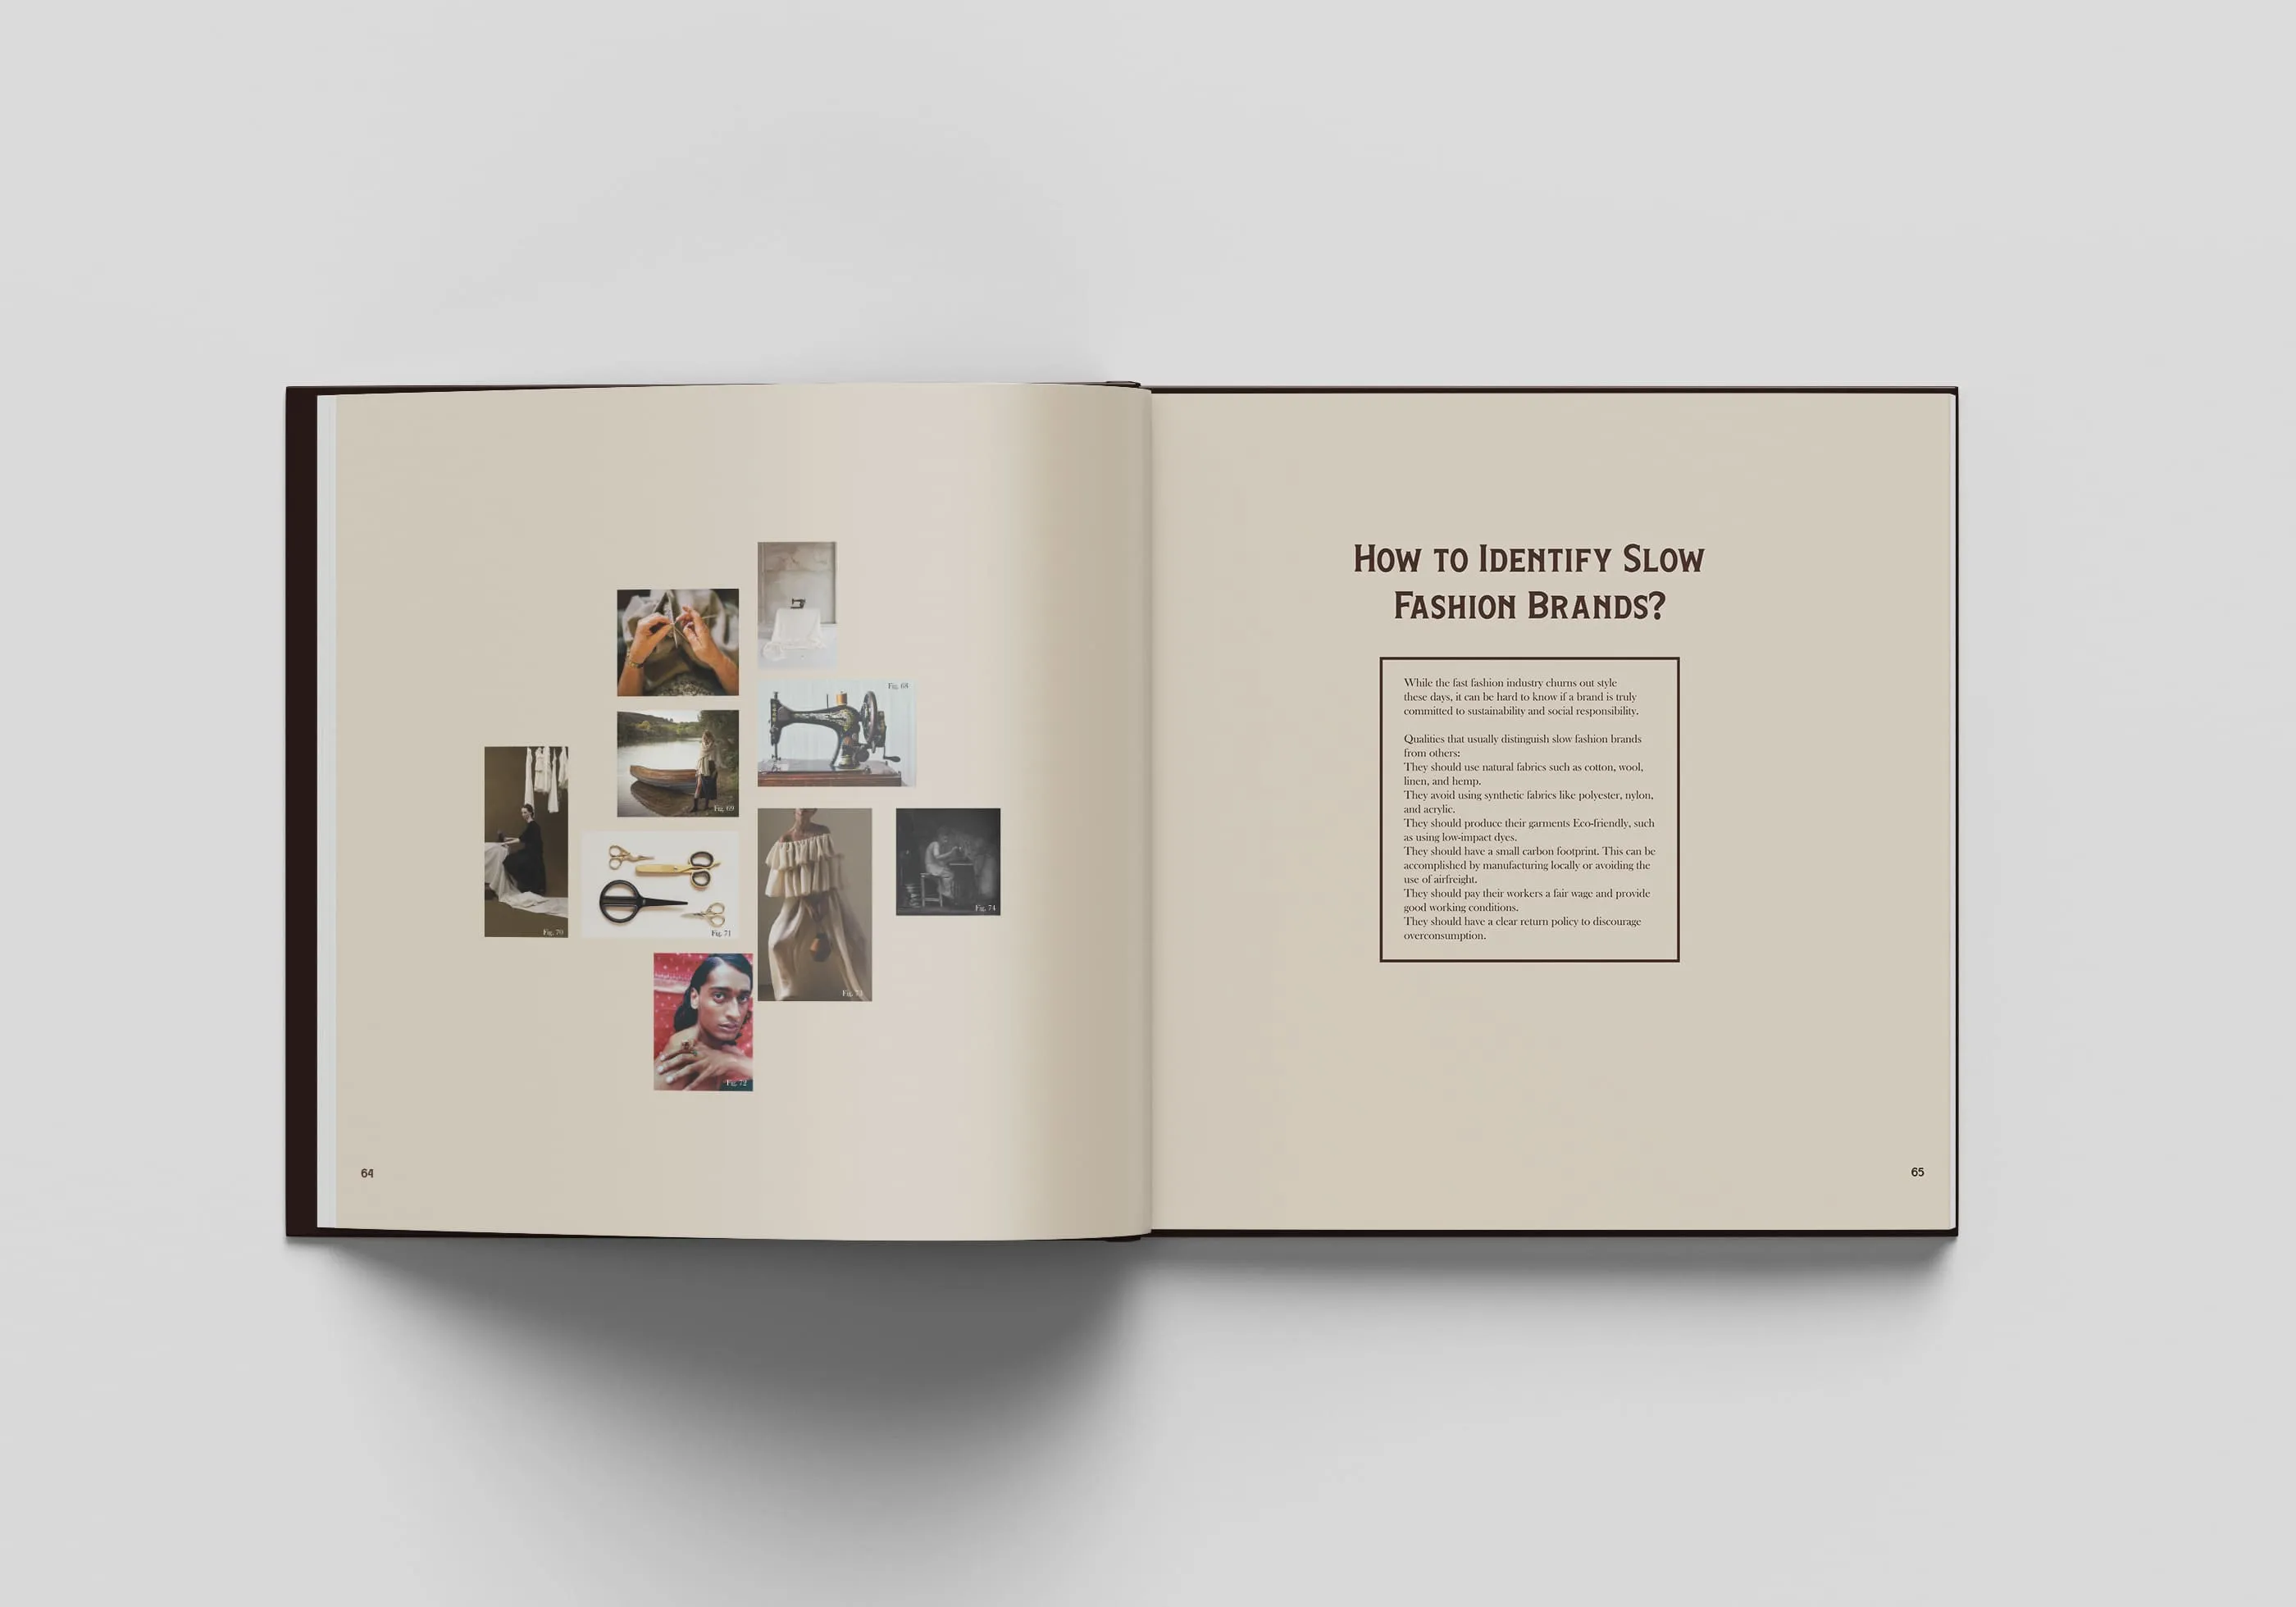 Fig. 68
Fig. 69
Fig. 70
Fig. 71
Fig. 74
Fig. 73
Fig. 72
64
How to Identify Slow
Fashion Brands?
While the fast fashion industry churns out style
these days, it can be hard to know if a brand is truly
committed to sustainability and social responsibility.
Qualities that usually distinguish slow fashion brands
from others:
They should use natural fabrics such as cotton, wool,
linen, and hemp.
They avoid using synthetic fabrics like polyester, nylon,
and acrylic.
They should produce their garments Eco-friendly, such
as using low-impact dyes.
They should have a small carbon footprint. This can be
accomplished by manufacturing locally or avoiding the
use of airfreight.
They should pay their workers a fair wage and provide
good working conditions.
They should have a clear return policy to discourage
overconsumption.
65